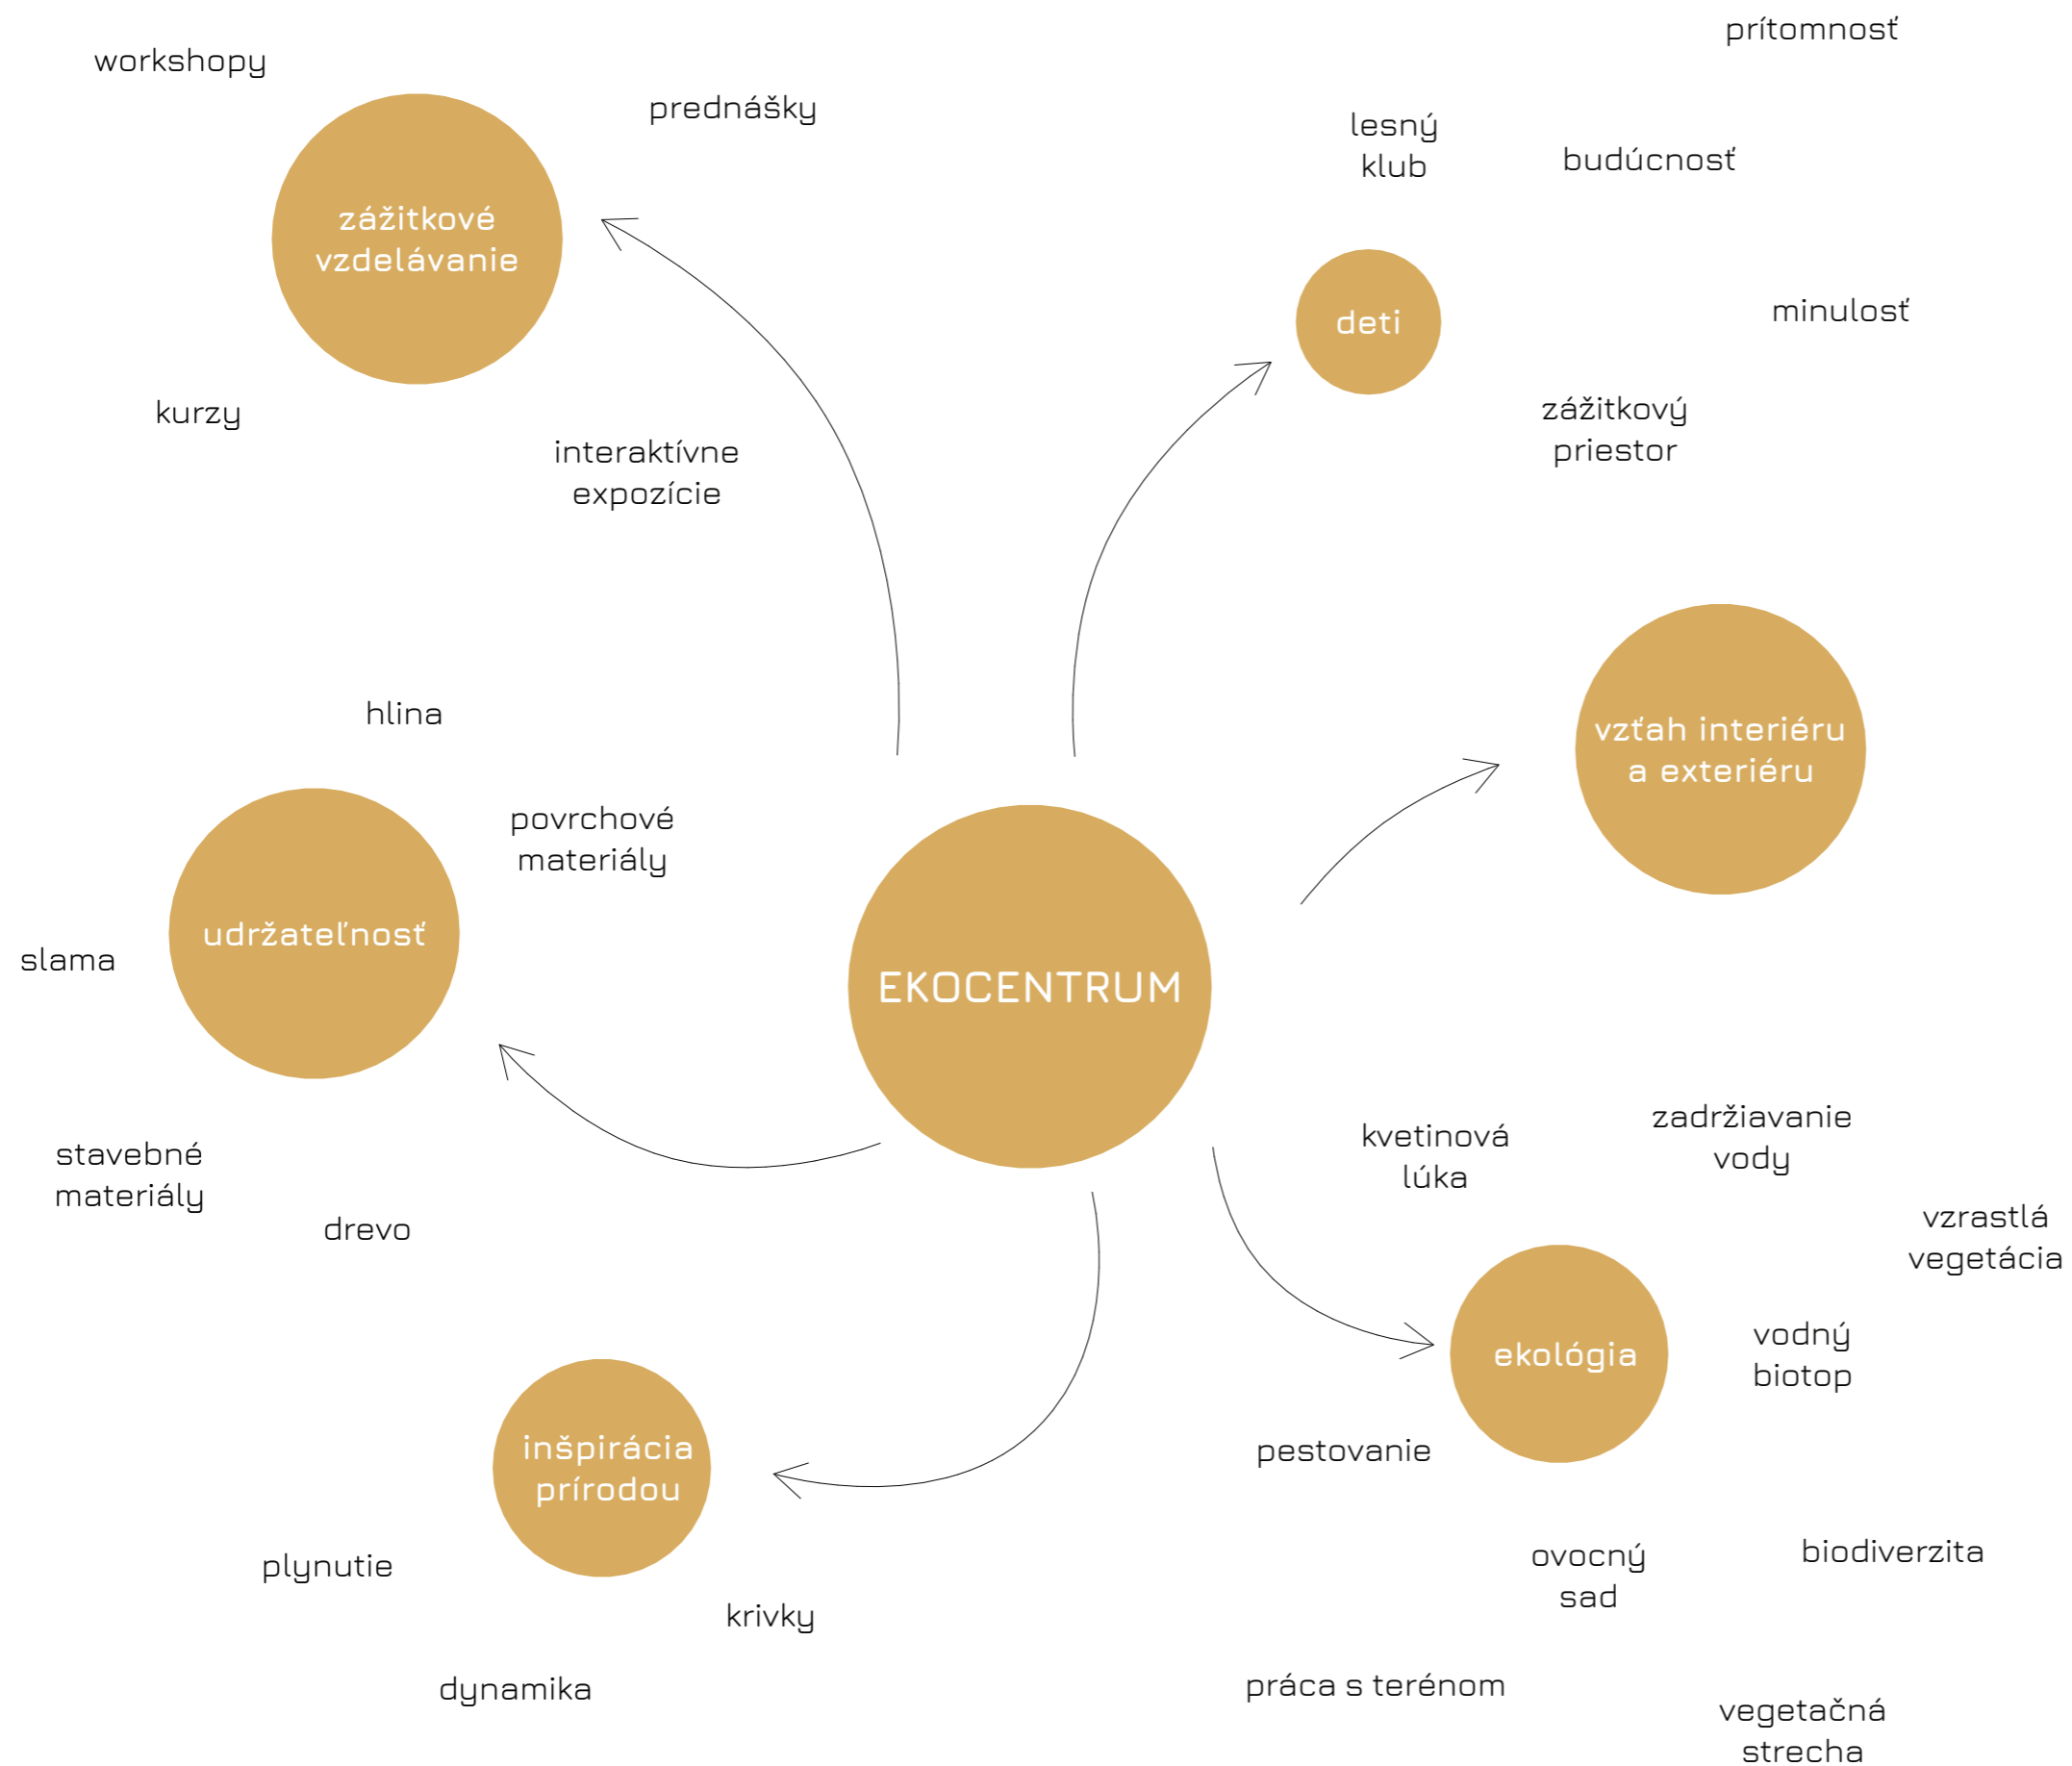 prítomnosť
workshopy
prednášky
lesný
klub
budúcnosť
zážitkové
vzdelávanie
deti
minulosť
kurzy
zážitkový
priestor
interaktívne
expozície
hlina
vzťah interiéru
a exteriéru
povrchové
materiály
udržateľnosť
slama
EKOCENTRUM
zadržiavanie
vody
kvetinová
lúka
stavebné
materiály
drevo
vzrastlá
vegetácia
vodný
biotop
ekológia
inšpirácia
prírodou
pestovanie
plynutie
ovocný
sad
biodiverzita
krivky
dynamika
práca s terénom
vegetačná
strecha